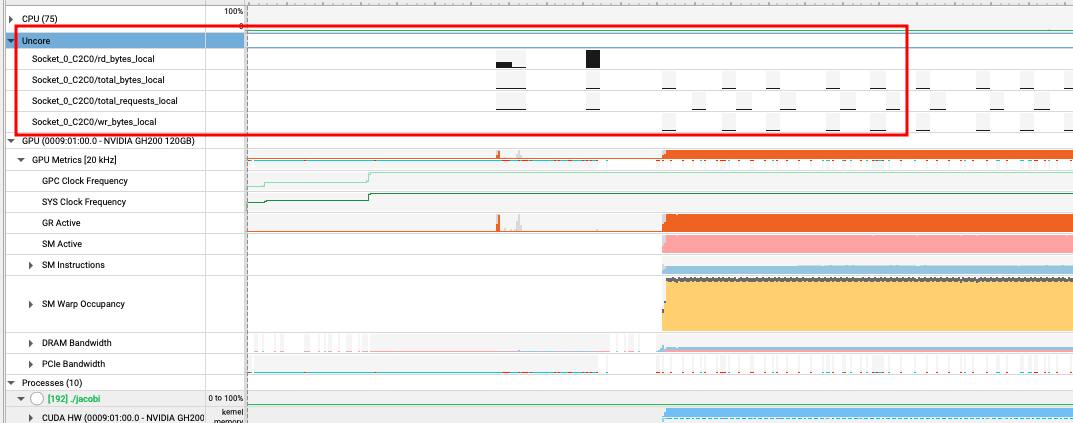 CPU (75)
100%
0
Uncore
Socket_0_C2C0/rd_bytes_local
Socket_0_C2C0/total_bytes_local
Socket_0_C2C0/total_requests_local
Socket_0_C2C0/wr_bytes_local
GPU (0009:01:00.0 - NVIDIA GH200 120GB)
GPU Metrics [20 kHz]
GPC Clock Frequency
SYS Clock Frequency
GR Active
SM Active
SM Instructions
SM Warp Occupancy
DRAM Bandwidth
PCIe Bandwidth
Processes (10)
[192] ./jacobi
0 to 100%
CUDA HW (0009:01:00.0 - NVIDIA GH200
kernel
memory